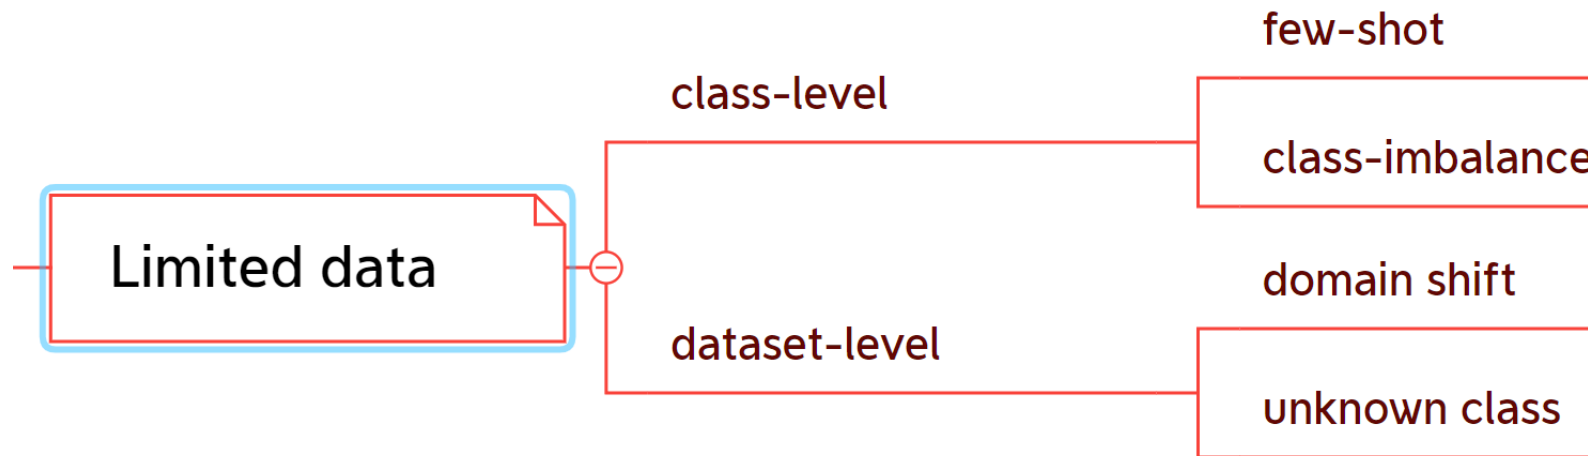 few-shot
class-level
class-imbalance
Limited data
domain shift
dataset-level
unknown class